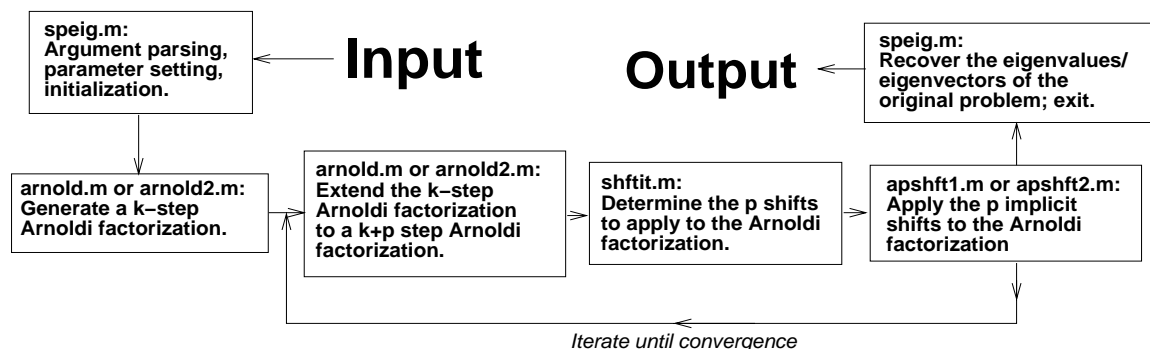 speig.m:
Argument parsing,
parameter setting,
initialization.
Input
Output
speig.m:
Recover the eigenvalues/
eigenvectors of the
original problem; exit.
arnold.m or arnold2.m:
Generate a k−step
Arnoldi factorization.
arnold.m or arnold2.m:
Extend the k−step
Arnoldi factorization
to a k+p step Arnoldi
factorization.
shftit.m:
Determine the p shifts
to apply to the Arnoldi
factorization.
apshft1.m or apshft2.m:
Apply the p implicit
shifts to the Arnoldi
factorization
Iterate until convergence